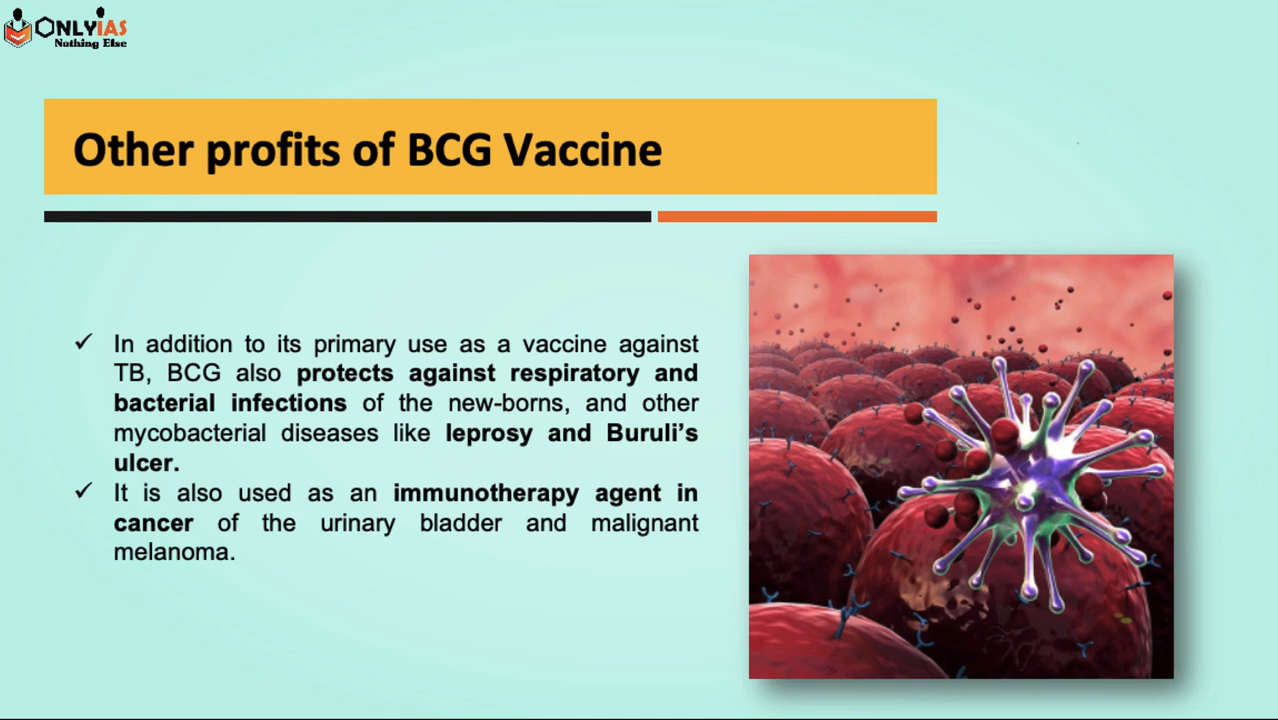 ONLYIAS
Nothing Else
Other profits of BCG Vaccine
✓ In addition to its primary use as a vaccine against
TB, BCG also protects against respiratory and
bacterial infections of the new-borns, and other
mycobacterial diseases like leprosy and Buruli's
ulcer.
✓ It is also used as an immunotherapy agent in
cancer of the urinary bladder and malignant
melanoma.